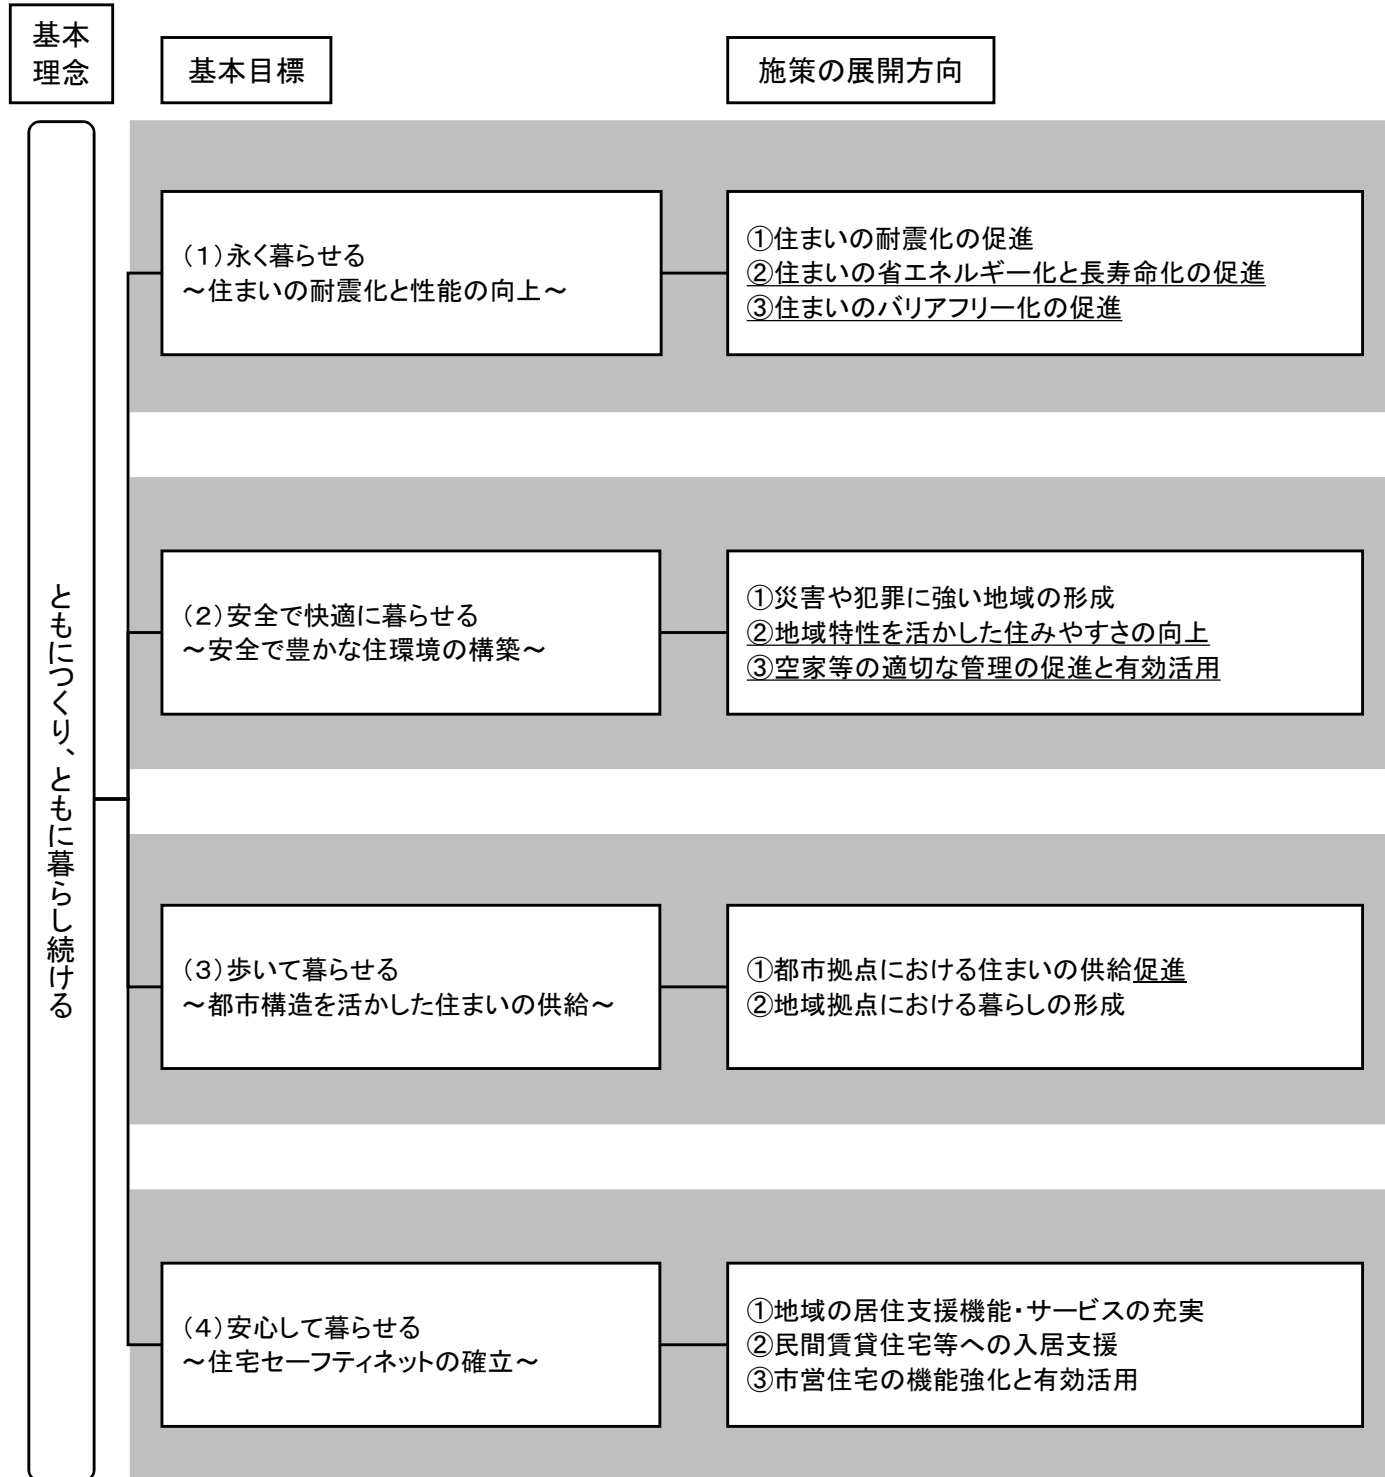 基本
理念
基本目標
施策の展開方向
ともにつくり、ともに暮らし続ける
(1)永く暮らせる
～住まいの耐震化と性能の向上～
①住まいの耐震化の促進
②住まいの省エネルギー化と長寿命化の促進
③住まいのバリアフリー化の促進
(2)安全で快適に暮らせる
～安全で豊かな住環境の構築～
①災害や犯罪に強い地域の形成
②地域特性を活かした住みやすさの向上
③空家等の適切な管理の促進と有効活用
(3)歩いて暮らせる
～都市構造を活かした住まいの供給～
①都市拠点における住まいの供給促進
②地域拠点における暮らしの形成
(4)安心して暮らせる
～住宅セーフティネットの確立～
①地域の居住支援機能・サービスの充実
②民間賃貸住宅等への入居支援
③市営住宅の機能強化と有効活用